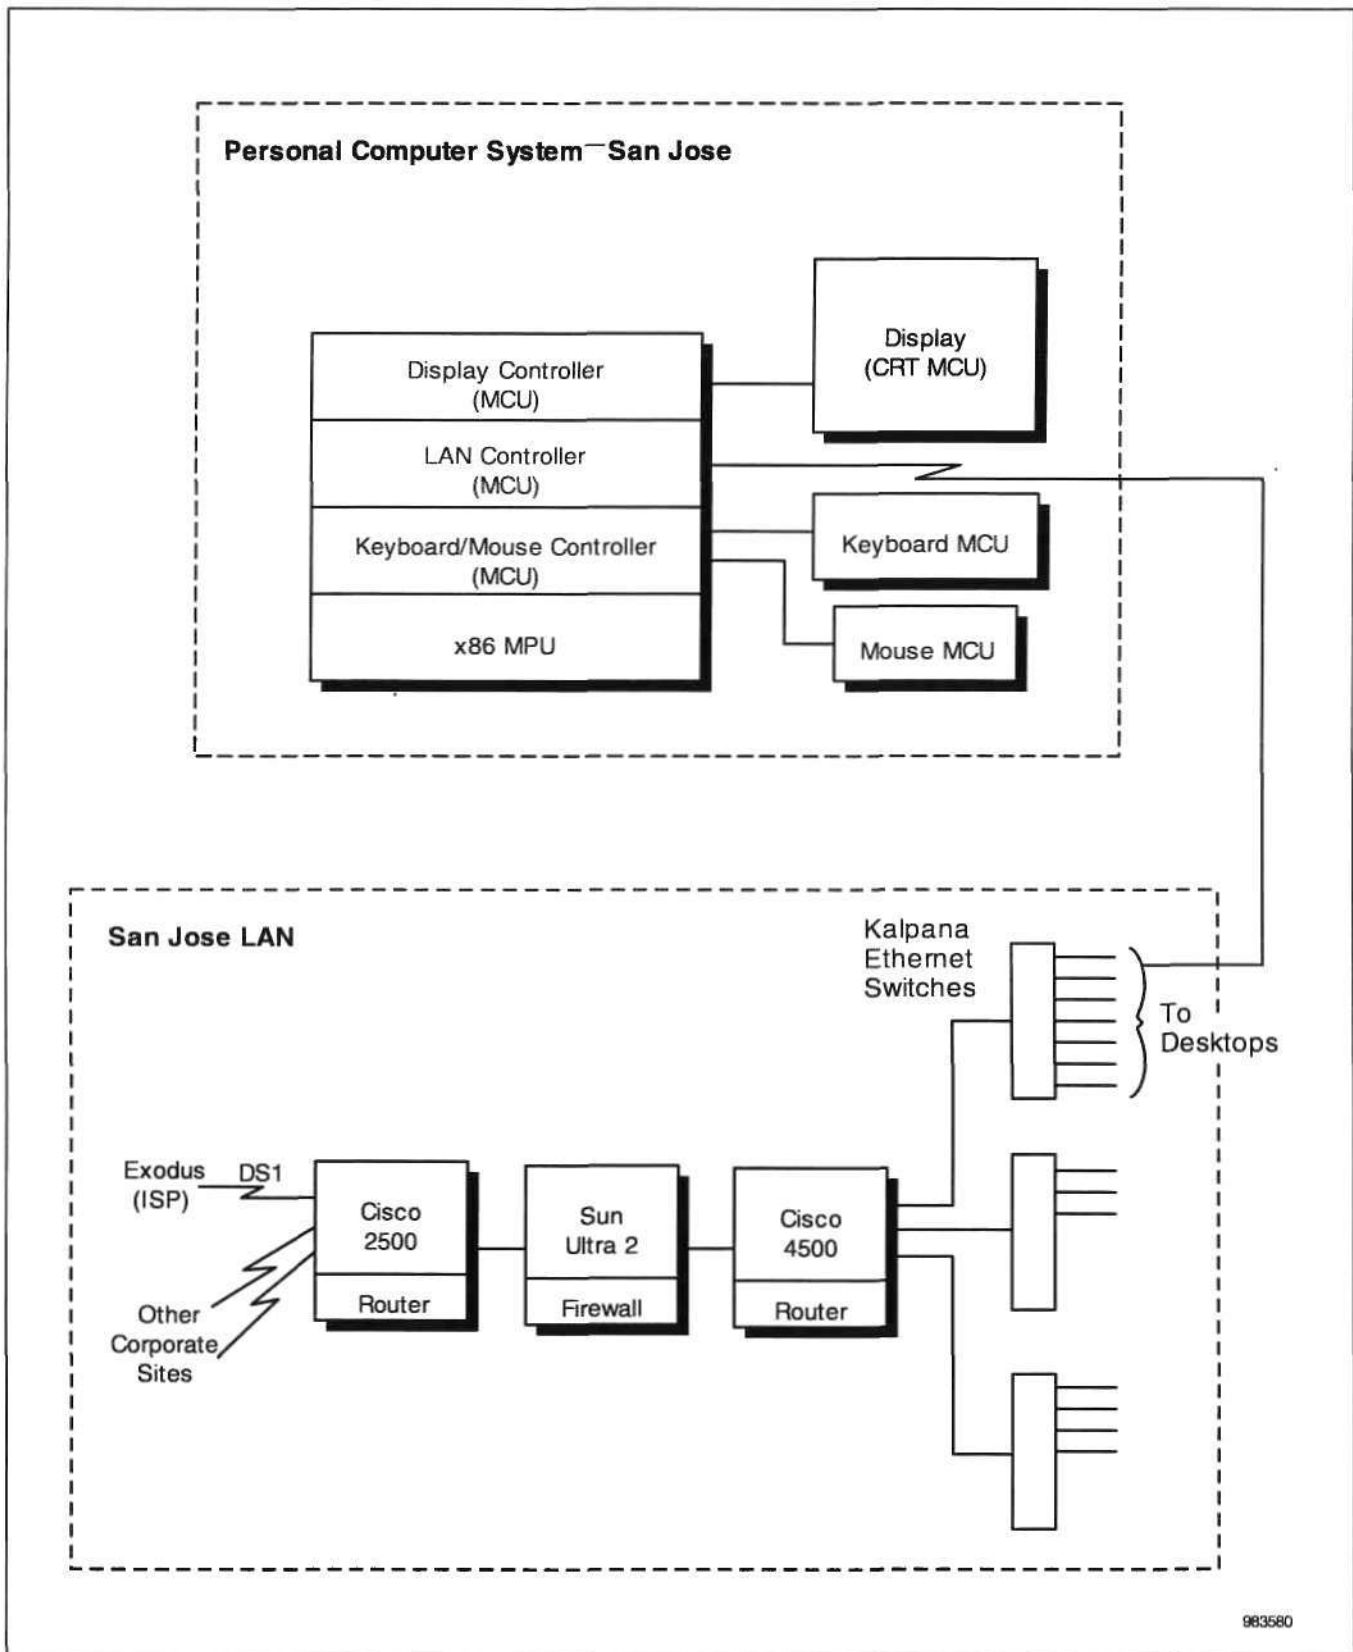 Personal Computer System—San Jose
Display
(CRT MCU)
Display Controller
(MCU)
LAN Controller
(MCU)
Keyboard/Mouse Controller
(MCU)
x86 MPU
Keyboard MCU
Mouse MCU
San Jose LAN
Kalpana
Ethernet
Switches
To
Desktops
Exodus
(ISP)
DS1
Other
Corporate
Sites
Cisco
2500
Router
Sun
Ultra 2
Firewall
Cisco
4500
Router
983580